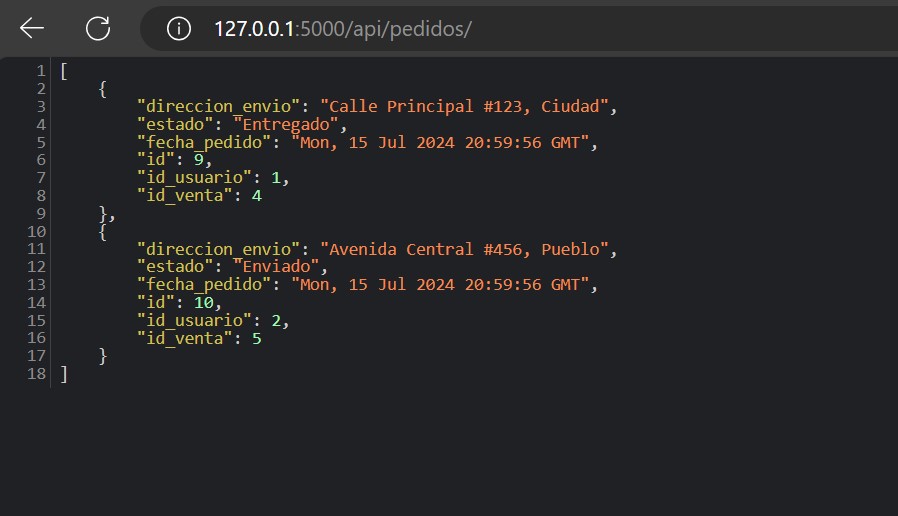 127.0.0.1:5000/api/pedidos/
1 [
2     {
3         "direccion_envio": "Calle Principal #123, Ciudad",
4         "estado": "Entregado",
5         "fecha_pedido": "Mon, 15 Jul 2024 20:59:56 GMT",
6         "id": 9,
7         "id_usuario": 1,
8         "id_venta": 4
9     },
10     {
11         "direccion_envio": "Avenida Central #456, Pueblo",
12         "estado": "Enviado",
13         "fecha_pedido": "Mon, 15 Jul 2024 20:59:56 GMT",
14         "id": 10,
15         "id_usuario": 2,
16         "id_venta": 5
17     }
18 ]